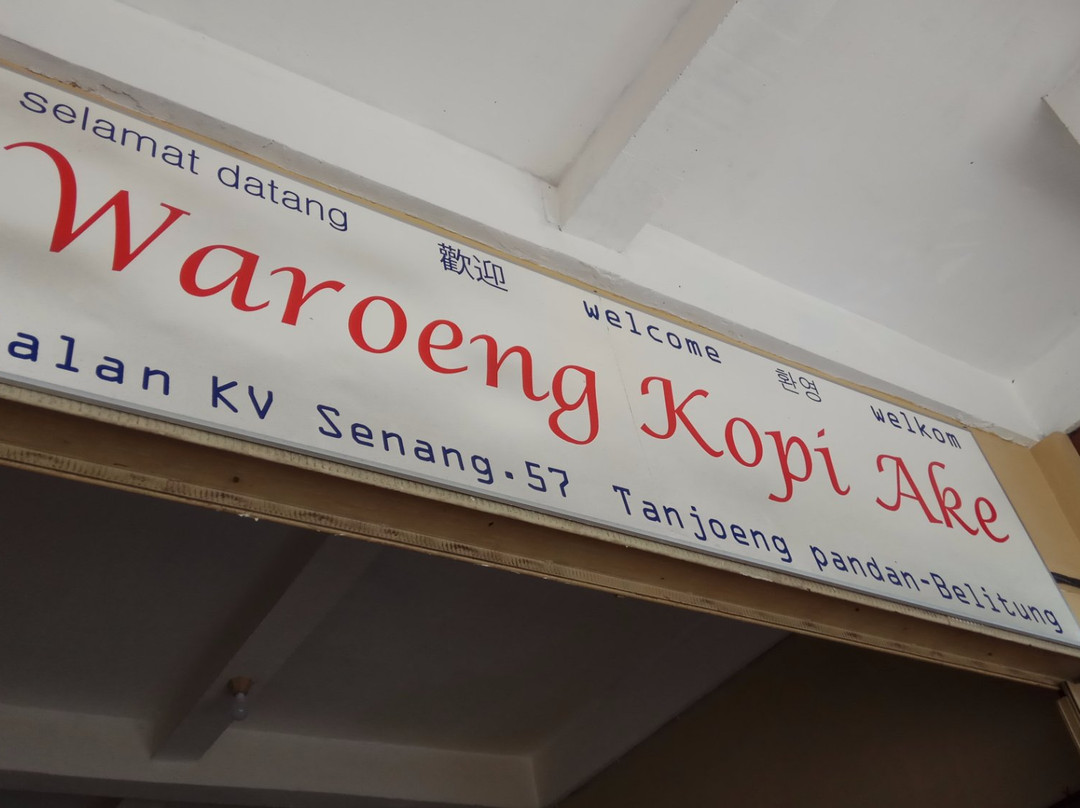 selamat datang 歡迎 welcome 환영 welkom
Waroeng Kopi Ake
alan KV Senang.57 Tanjoeng pandan-Belitung